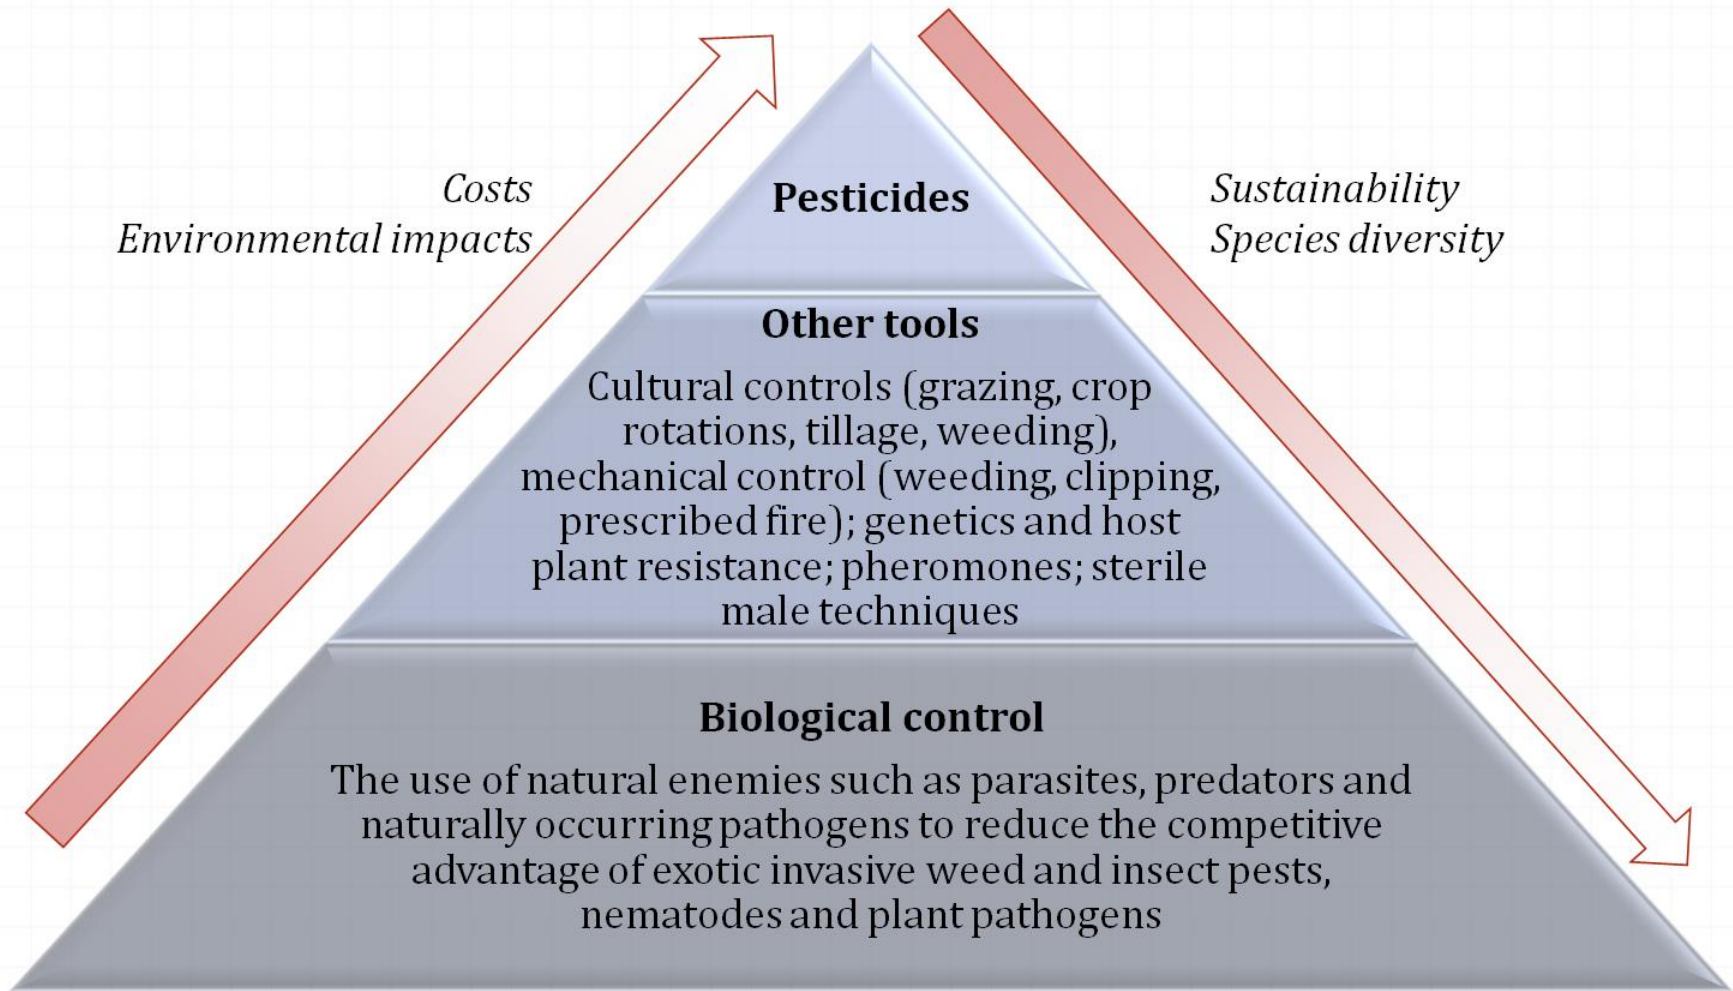 Costs
Environmental impacts
Sustainability
Species diversity
Pesticides
Other tools
Cultural controls (grazing, crop
rotations, tillage, weeding),
mechanical control (weeding, clipping,
prescribed fire); genetics and host
plant resistance; pheromones; sterile
male techniques
Biological control
The use of natural enemies such as parasites, predators and
naturally occurring pathogens to reduce the competitive
advantage of exotic invasive weed and insect pests,
nematodes and plant pathogens